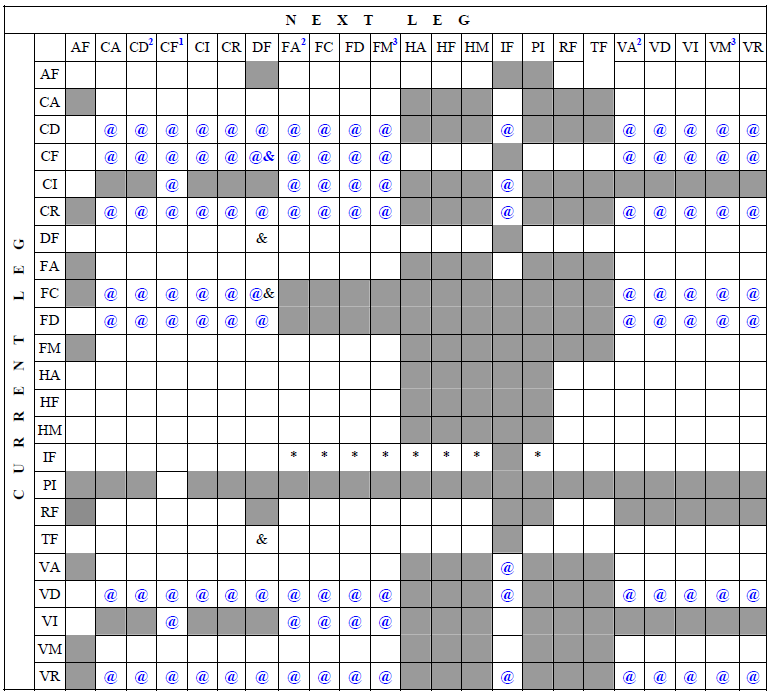 N E X T L E G
C U R R E N T L E G
AF CA CD² CF¹ CI CR DF FA² FC FD FM³ HA HF HM IF PI RF TF VA² VD VI VM³ VR
AF
CA
CD @ @ @ @ @ @ @ @ @ @ @ @ @ @ @ @
CF @ @ @ @ @ @& @ @ @ @ @ @ @ @ @
CI @ @ @ @ @ @
CR @ @ @ @ @ @ @ @ @ @ @ @ @ @ @ @
DF &
FA
FC @ @ @ @ @ @& @ @ @ @ @
FD @ @ @ @ @ @ @ @ @ @ @
FM
HA
HF
HM
IF * * * * * * * *
PI
RF
TF &
VA @
VD @ @ @ @ @ @ @ @ @ @ @ @ @ @ @ @
VI @ @ @ @ @
VM
VR @ @ @ @ @ @ @ @ @ @ @ @ @ @ @ @